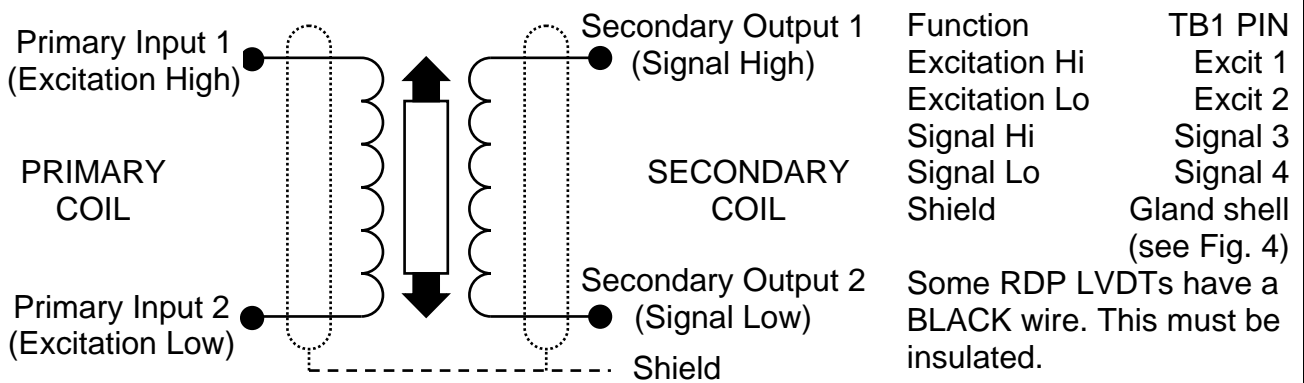 Primary Input 1
(Excitation High)
PRIMARY
COIL
Primary Input 2
(Excitation Low)
Secondary Output 1
(Signal High)
SECONDARY
COIL
Secondary Output 2
(Signal Low)
Shield
Function TB1 PIN
Excitation Hi Excit 1
Excitation Lo Excit 2
Signal Hi Signal 3
Signal Lo Signal 4
Shield Gland shell
(see Fig. 4)
Some RDP LVDTs have a
BLACK wire. This must be
insulated.